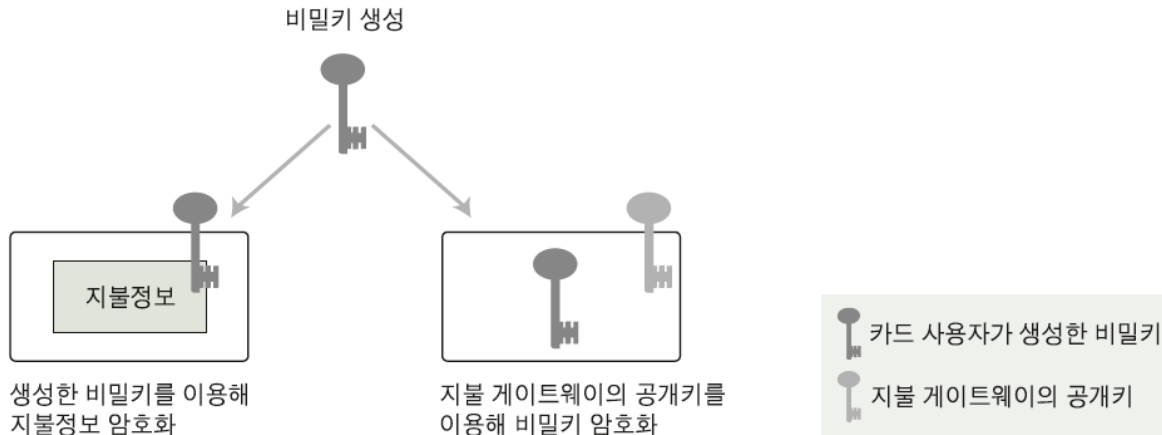 비밀키 생성
지불정보
생성한 비밀키를 이용해
지불정보 암호화
지불 게이트웨이의 공개키를
이용해 비밀키 암호화
카드 사용자가 생성한 비밀키
지불 게이트웨이의 공개키